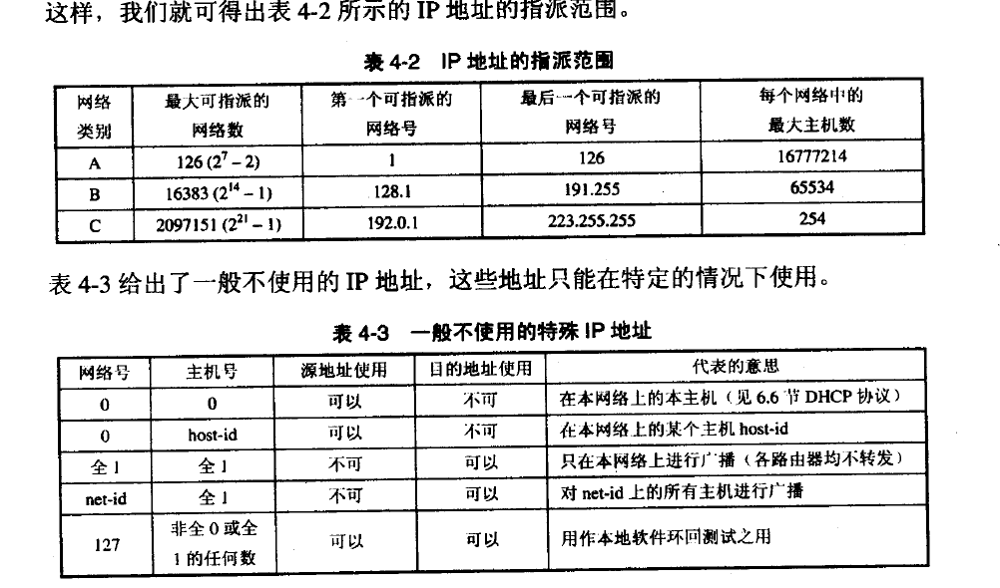 这样，我们就可得出表 4-2 所示的 IP 地址的指派范围。
表 4-2 IP 地址的指派范围
网络类别 最大可指派的网络数 第一个可指派的网络号 最后一个可指派的网络号 每个网络中的最大主机数
A 126 (2⁷ – 2) 1 126 16777214
B 16383 (2¹⁴ – 1) 128.1 191.255 65534
C 2097151 (2²¹ – 1) 192.0.1 223.255.255 254
表 4-3 给出了一般不使用的 IP 地址，这些地址只能在特定的情况下使用。
表 4-3 一般不使用的特殊 IP 地址
网络号 主机号 源地址使用 目的地址使用 代表的意思
0 0 可以 不可 在本网络上的本主机（见 6.6 节 DHCP 协议）
0 host-id 可以 不可 在本网络上的某个主机 host-id
全 1 全 1 不可 可以 只在本网络上进行广播（各路由器均不转发）
net-id 全 1 不可 可以 对 net-id 上的所有主机进行广播
127 非全 0 或全 1 的任何数 可以 可以 用作本地软件环回测试之用